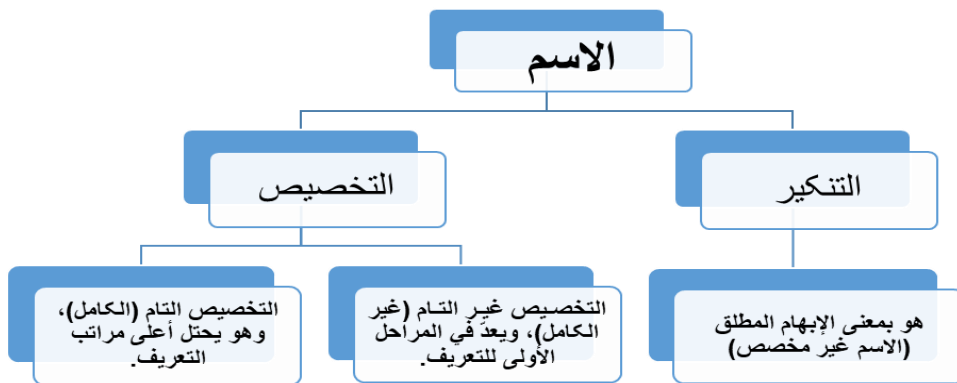 الاسم
التنكير
التخصيص
هو بمعنى الإبهام المطلق
(الاسم غير مخصص)
التخصيص غير التام (غير
الكامل)، ويعدّ في المراحل
الأولى للتعريف.
التخصيص التام (الكامل)،
وهو يحتل أعلى مراتب
التعريف.